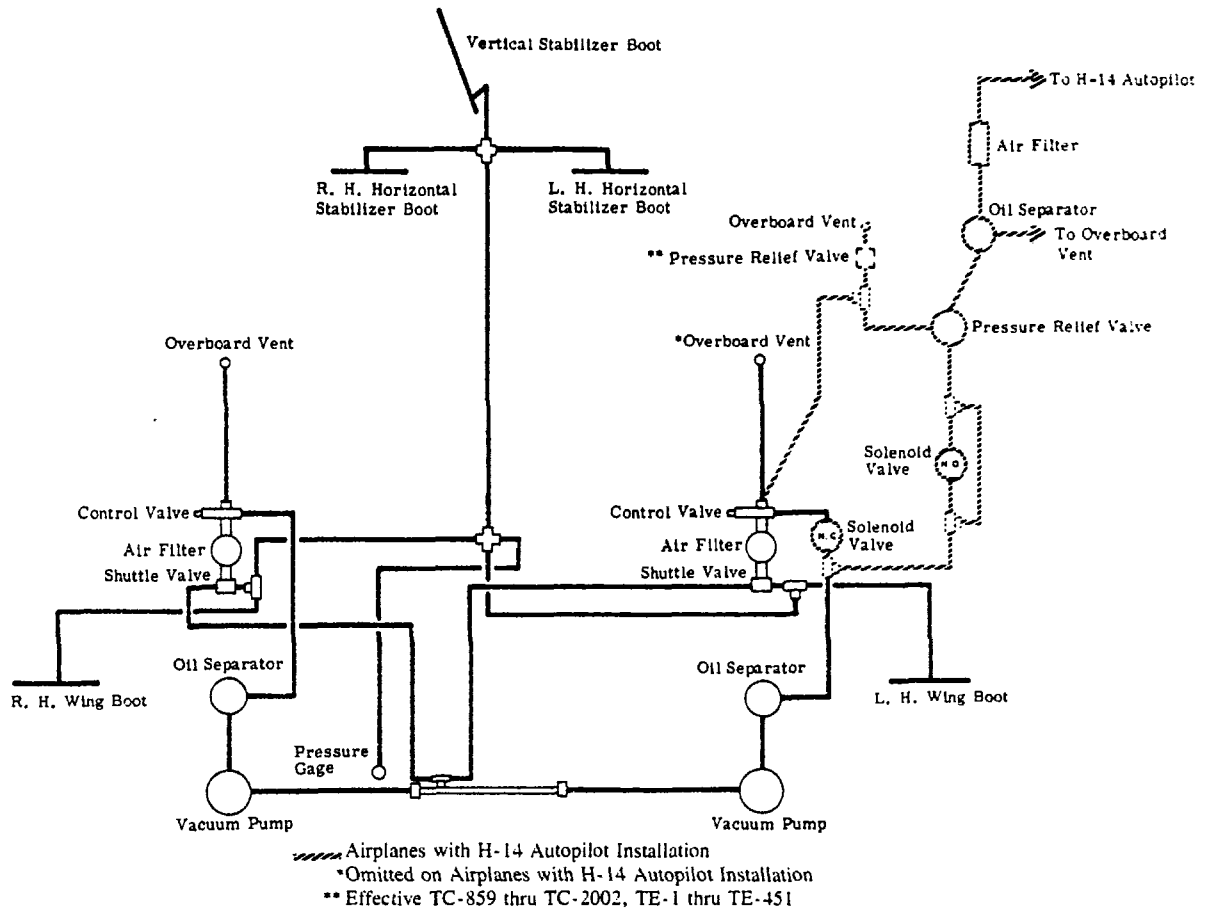 Vertical Stabilizer Boot
To H-14 Autopilot
Air Filter
R. H. Horizontal
Stabilizer Boot
L. H. Horizontal
Stabilizer Boot
Oil Separator
To Overboard
Vent
Overboard Vent
** Pressure Relief Valve
Pressure Relief Valve
Overboard Vent
*Overboard Vent
Solenoid
Valve
N.O
Control Valve
Air Filter
Shuttle Valve
Control Valve
Air Filter
Shuttle Valve
N.C
Solenoid
Valve
Oil Separator
R. H. Wing Boot
Oil Separator
L. H. Wing Boot
Pressure
Gage
Vacuum Pump
Vacuum Pump
Airplanes with H-14 Autopilot Installation
*Omitted on Airplanes with H-14 Autopilot Installation
** Effective TC-859 thru TC-2002, TE-1 thru TE-451